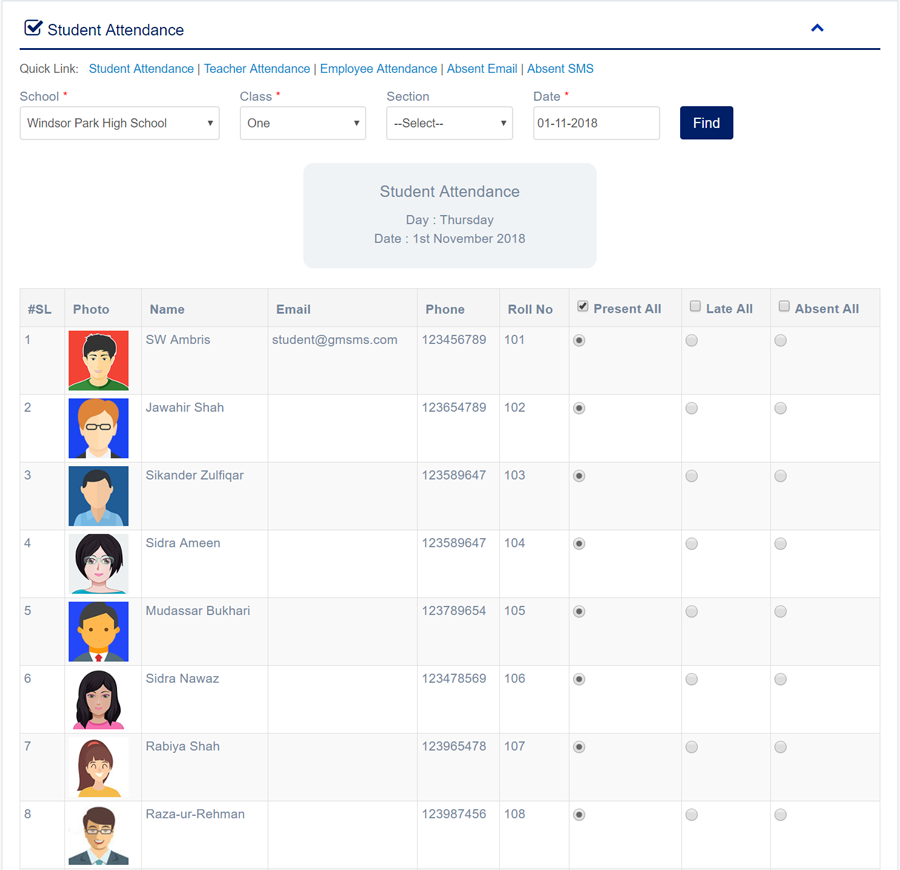 Student Attendance
Quick Link: Student Attendance | Teacher Attendance | Employee Attendance | Absent Email | Absent SMS
School * Class * Section Date *
Windsor Park High School One --Select-- 01-11-2018 Find
Student Attendance
Day : Thursday
Date : 1st November 2018
#SL Photo Name Email Phone Roll No Present All Late All Absent All
1 SW Ambris student@gmsms.com 123456789 101
2 Jawahir Shah 123654789 102
3 Sikander Zulfiqar 123589647 103
4 Sidra Ameen 123589647 104
5 Mudassar Bukhari 123789654 105
6 Sidra Nawaz 123478569 106
7 Rabiya Shah 123965478 107
8 Raza-ur-Rehman 123987456 108